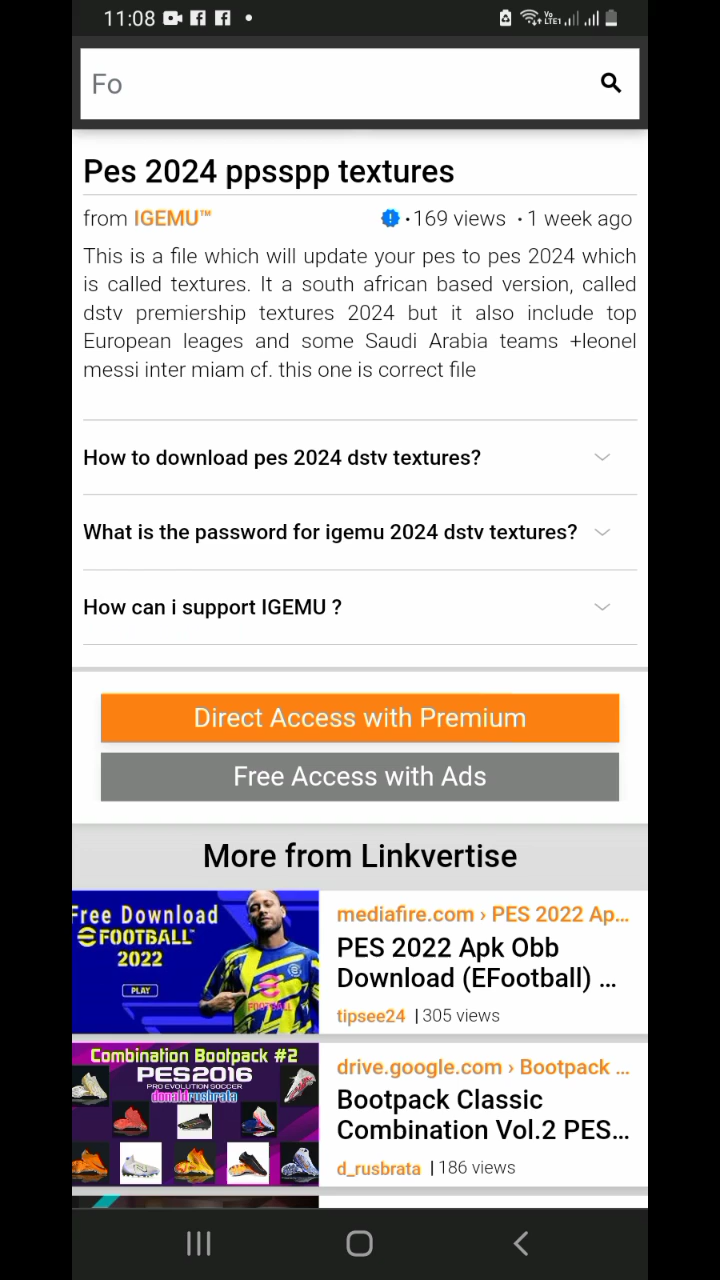 11:08
Vo
LTE1
Fo
Pes 2024 ppsspp textures
from IGEMU™ • 169 views • 1 week ago
This is a file which will update your pes to pes 2024 which
is called textures. It a south african based version, called
dstv premiership textures 2024 but it also include top
European leages and some Saudi Arabia teams +leonel
messi inter miam cf. this one is correct file
How to download pes 2024 dstv textures?
What is the password for igemu 2024 dstv textures?
How can i support IGEMU ?
Direct Access with Premium
Free Access with Ads
More from Linkvertise
Free Download
EFOOTBALL™
2022
PLAY
mediafire.com › PES 2022 Ap...
PES 2022 Apk Obb
Download (EFootball) ...
tipsee24 | 305 views
Combination Bootpack #2
PES2016
PRO EVOLUTION SOCCER
donaldrusbrata
drive.google.com › Bootpack ...
Bootpack Classic
Combination Vol.2 PES...
d_rusbrata | 186 views